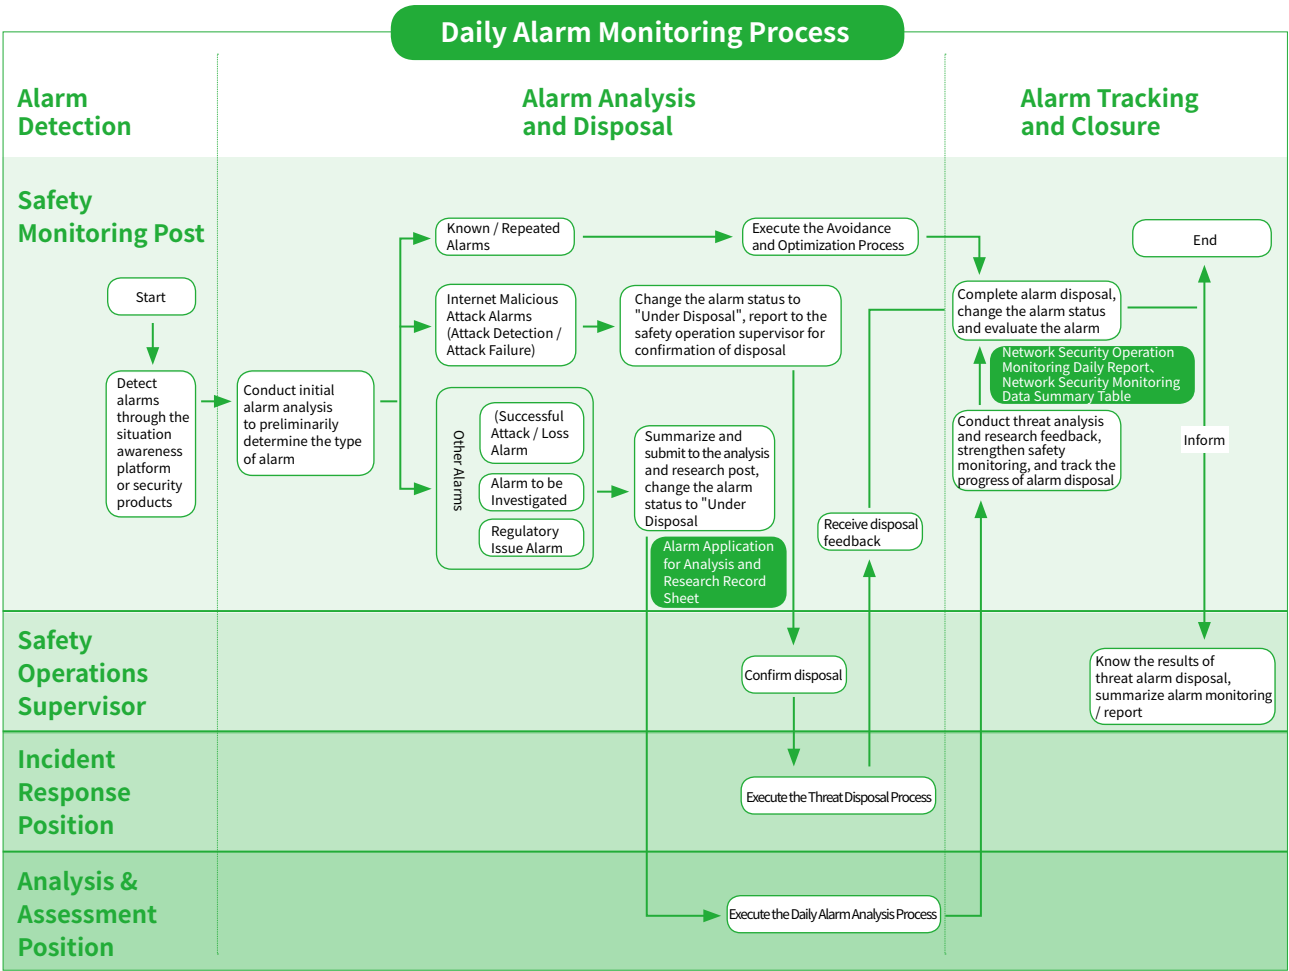 Daily Alarm Monitoring Process
Alarm
Detection
Alarm Analysis
and Disposal
Alarm Tracking
and Closure
Safety
Monitoring Post
Start
Detect
alarms
through the
situation
awareness
platform
or security
products
Conduct initial
alarm analysis
to preliminarily
determine the type
of alarm
Known / Repeated
Alarms
Execute the Avoidance
and Optimization Process
Internet Malicious
Attack Alarms
(Attack Detection /
Attack Failure)
Change the alarm status to
"Under Disposal", report to the
safety operation supervisor for
confirmation of disposal
Other Alarms
(Successful
Attack / Loss
Alarm
Alarm to be
Investigated
Regulatory
Issue Alarm
Summarize and
submit to the analysis
and research post,
change the alarm
status to "Under
Disposal
Alarm Application
for Analysis and
Research Record
Sheet
Receive disposal
feedback
Complete alarm disposal,
change the alarm status
and evaluate the alarm
Network Security Operation
Monitoring Daily Report、
Network Security Monitoring
Data Summary Table
Conduct threat analysis
and research feedback,
strengthen safety
monitoring, and track the
progress of alarm disposal
End
Inform
Safety
Operations
Supervisor
Confirm disposal
Know the results of
threat alarm disposal,
summarize alarm monitoring
/ report
Incident
Response
Position
Execute the Threat Disposal Process
Analysis &
Assessment
Position
Execute the Daily Alarm Analysis Process